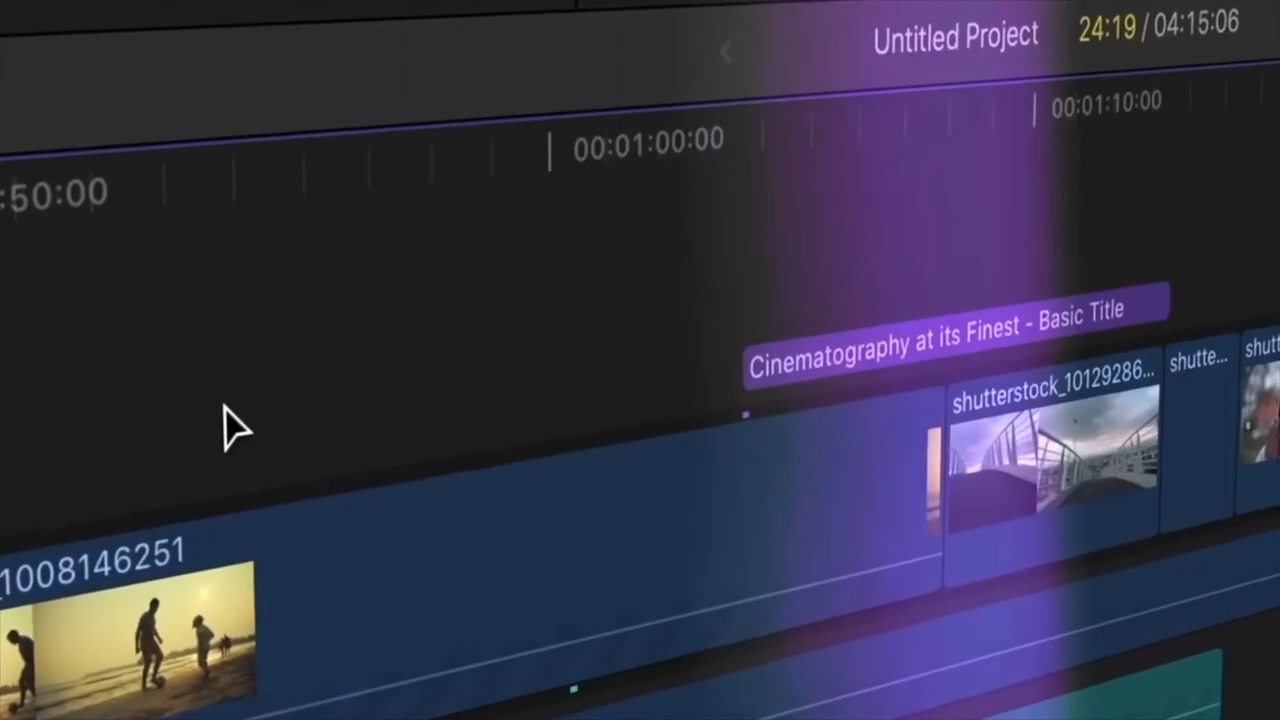 Untitled Project 24:19 / 04:15:06
:50:00 00:01:00:00 00:01:10:00
Cinematography at its Finest - Basic Title
shutterstock_10129286... shutte... shutt
_1008146251